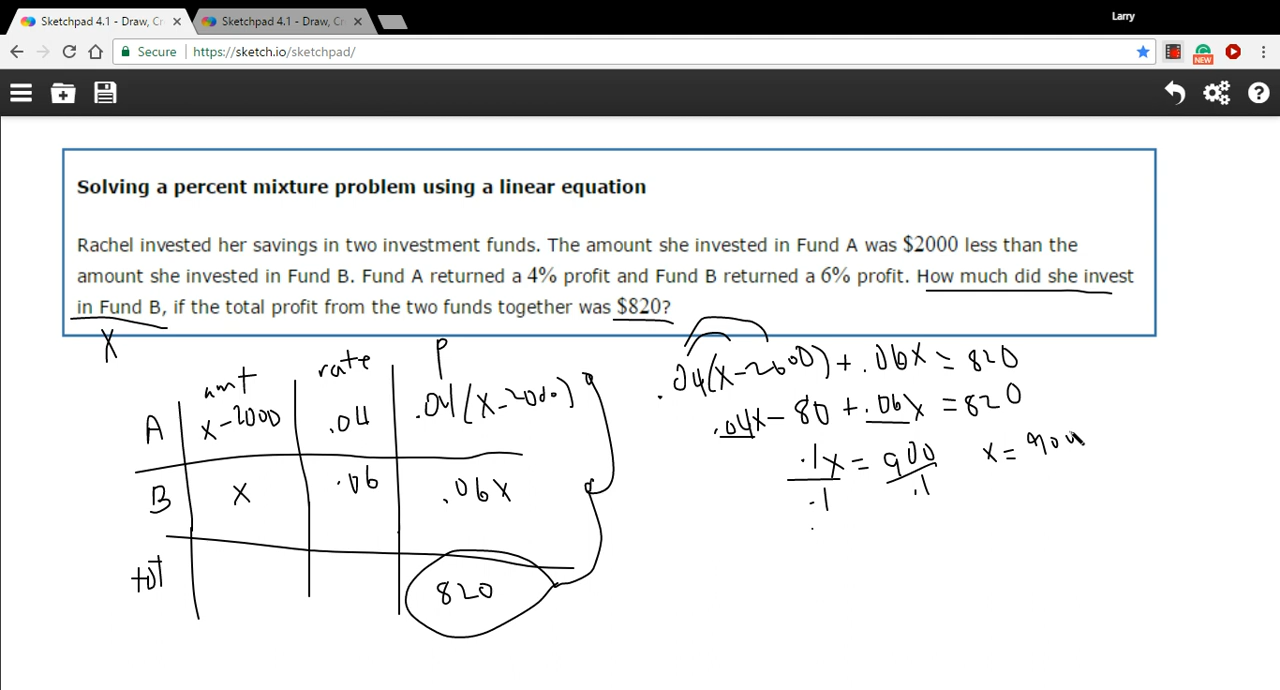 Larry
Sketchpad 4.1 - Draw, Cr
Sketchpad 4.1 - Draw, Cr
Secure
https://sketch.io/sketchpad/
NEW
Solving a percent mixture problem using a linear equation
Rachel invested her savings in two investment funds. The amount she invested in Fund A was $2000 less than the
amount she invested in Fund B. Fund A returned a 4% profit and Fund B returned a 6% profit. How much did she invest
in Fund B, if the total profit from the two funds together was $820?
X
amt rate P
A x-2000 .04 .04(x-2000)
B x .06 .06x
tot 820
.04(x-2000)+.06x=820
.04x-80+.06x=820
.1x=900
.1 .1
x=900